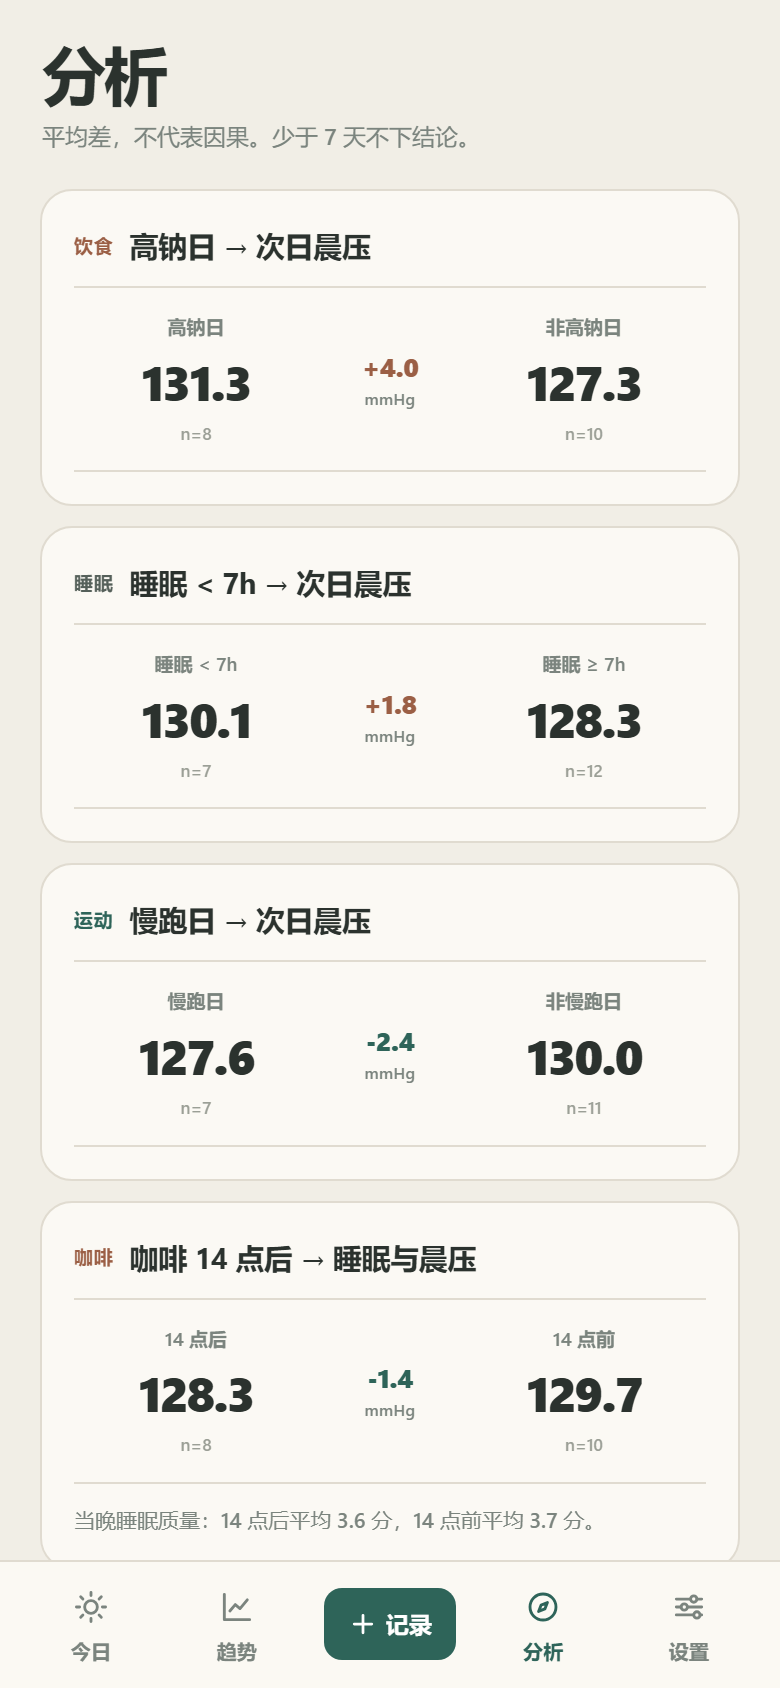 分析
平均差，不代表因果。少于 7 天不下结论。
饮食 高钠日 → 次日晨压
高钠日
131.3
n=8
+4.0
mmHg
非高钠日
127.3
n=10
睡眠 睡眠 < 7h → 次日晨压
睡眠 < 7h
130.1
n=7
+1.8
mmHg
睡眠 ≥ 7h
128.3
n=12
运动 慢跑日 → 次日晨压
慢跑日
127.6
n=7
-2.4
mmHg
非慢跑日
130.0
n=11
咖啡 咖啡 14 点后 → 睡眠与晨压
14 点后
128.3
n=8
-1.4
mmHg
14 点前
129.7
n=10
当晚睡眠质量：14 点后平均 3.6 分，14 点前平均 3.7 分。
今日
趋势
+ 记录
分析
设置